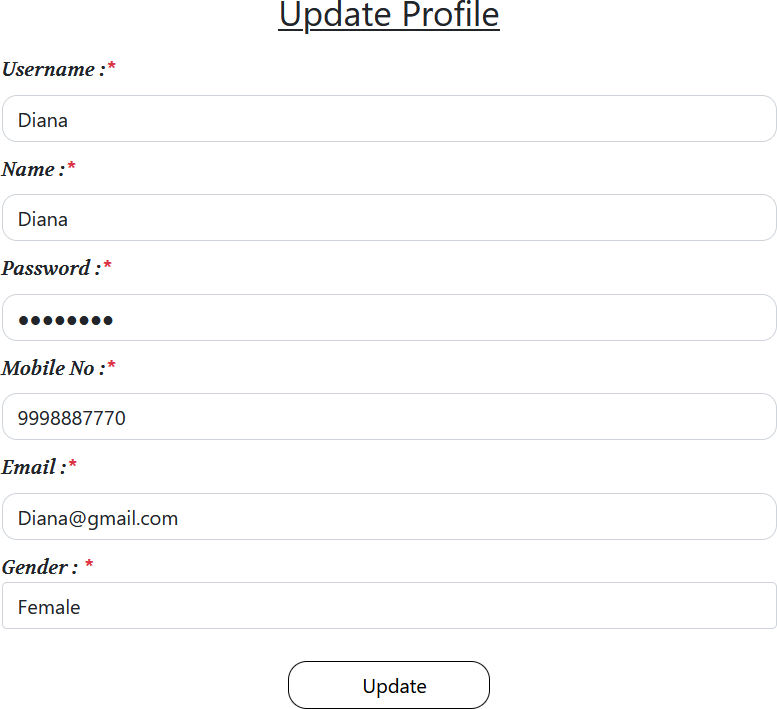 Update Profile
Username :*
Diana
Name :*
Diana
Password :*
●●●●●●●●
Mobile No :*
9998887770
Email :*
Diana@gmail.com
Gender : *
Female
Update